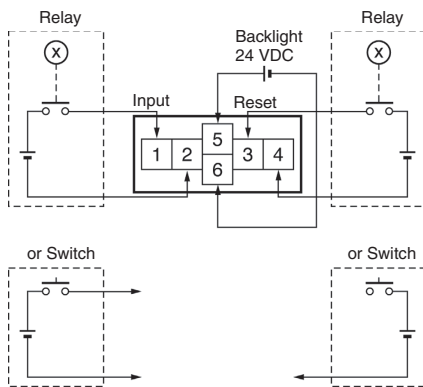 Relay
Relay
Backlight
24 VDC
X
X
Input
Reset
1
2
5
6
3
4
or Switch
or Switch